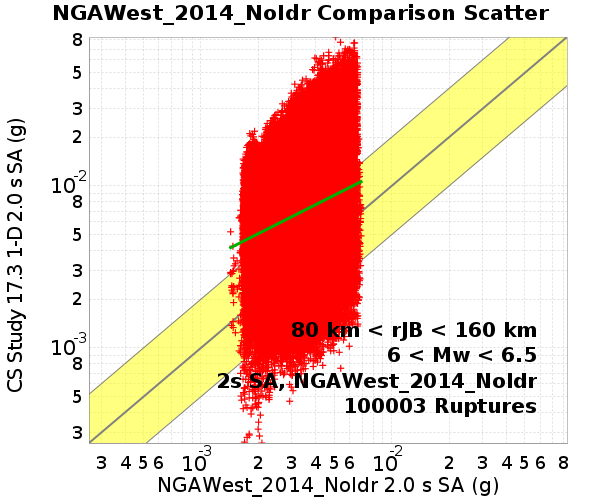 NGAWest_2014_NoIdr Comparison Scatter
CS Study 17.3 1-D 2.0 s SA (g)
8
5
3
2
10-2
8
5
3
2
10-3
8
5
3
80 km < rJB < 160 km
6 < Mw < 6.5
2s SA, NGAWest_2014_NoIdr
100003 Ruptures
3 4 5 6 10-3 2 3 4 5 6 10-2 2 3 4 5 6 8
NGAWest_2014_NoIdr 2.0 s SA (g)